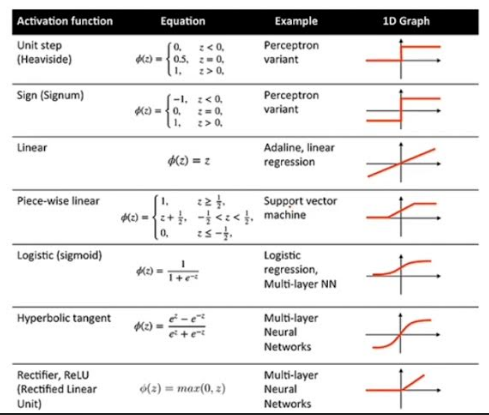 Activation function Equation Example 1D Graph
Unit step (Heaviside) ϕ(z) = { 0, z < 0, 0.5, z = 0, 1, z > 0, Perceptron variant
Sign (Signum) ϕ(z) = { -1, z < 0, 0, z = 0, 1, z > 0, Perceptron variant
Linear ϕ(z) = z Adaline, linear regression
Piece-wise linear ϕ(z) = { 1, z ≥ 1/2, z + 1/2, -1/2 < z < 1/2, 0, z ≤ -1/2, Support vector machine
Logistic (sigmoid) ϕ(z) = 1 / (1 + e^-z) Logistic regression, Multi-layer NN
Hyperbolic tangent ϕ(z) = (e^z - e^-z) / (e^z + e^-z) Multi-layer Neural Networks
Rectifier, ReLU (Rectified Linear Unit) ϕ(z) = max(0, z) Multi-layer Neural Networks